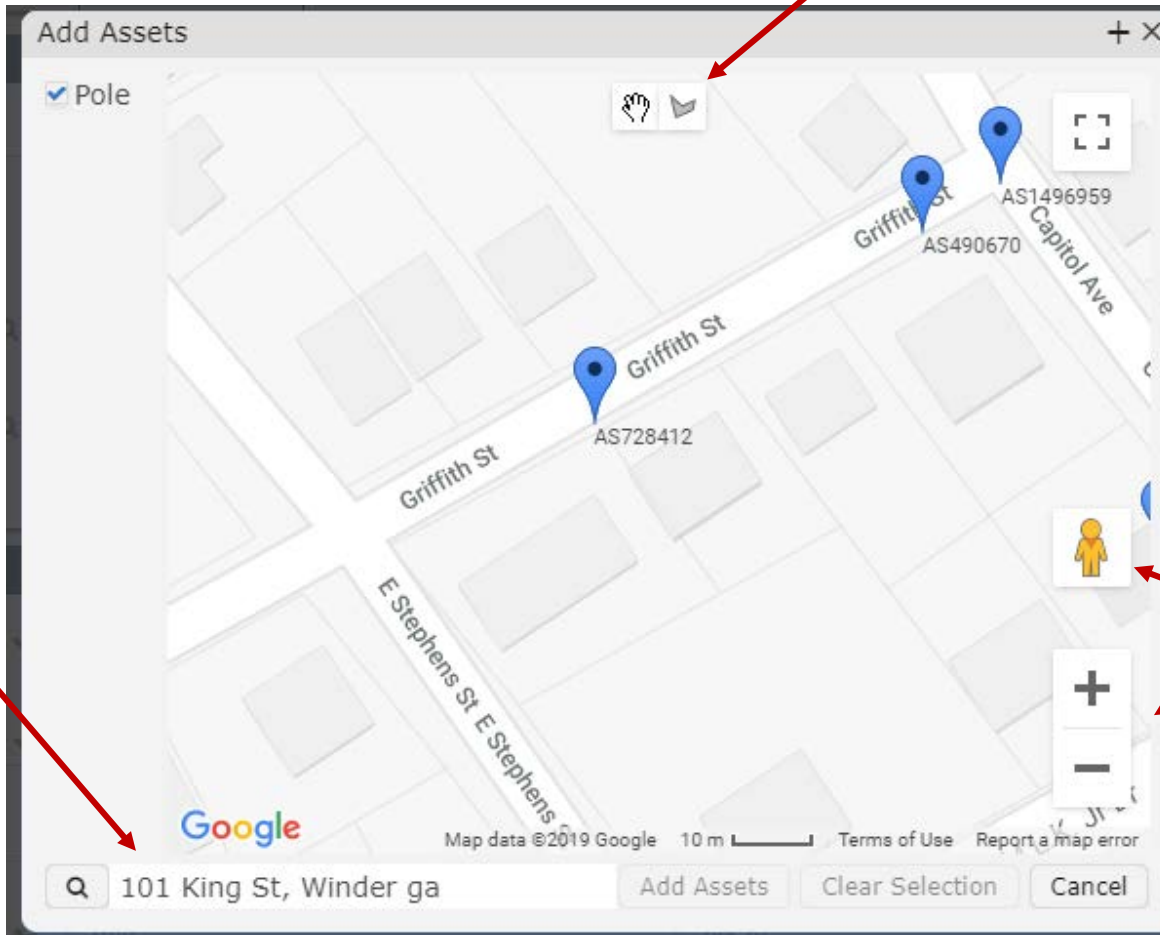 Add Assets
Pole
AS1496959
Griffith St
AS490670
Capitol Ave
Griffith St
AS728412
Griffith St
E Stephens St
E Stephens
Google
Map data ©2019 Google
10 m
Terms of Use
Report a map error
101 King St, Winder ga
Add Assets
Clear Selection
Cancel